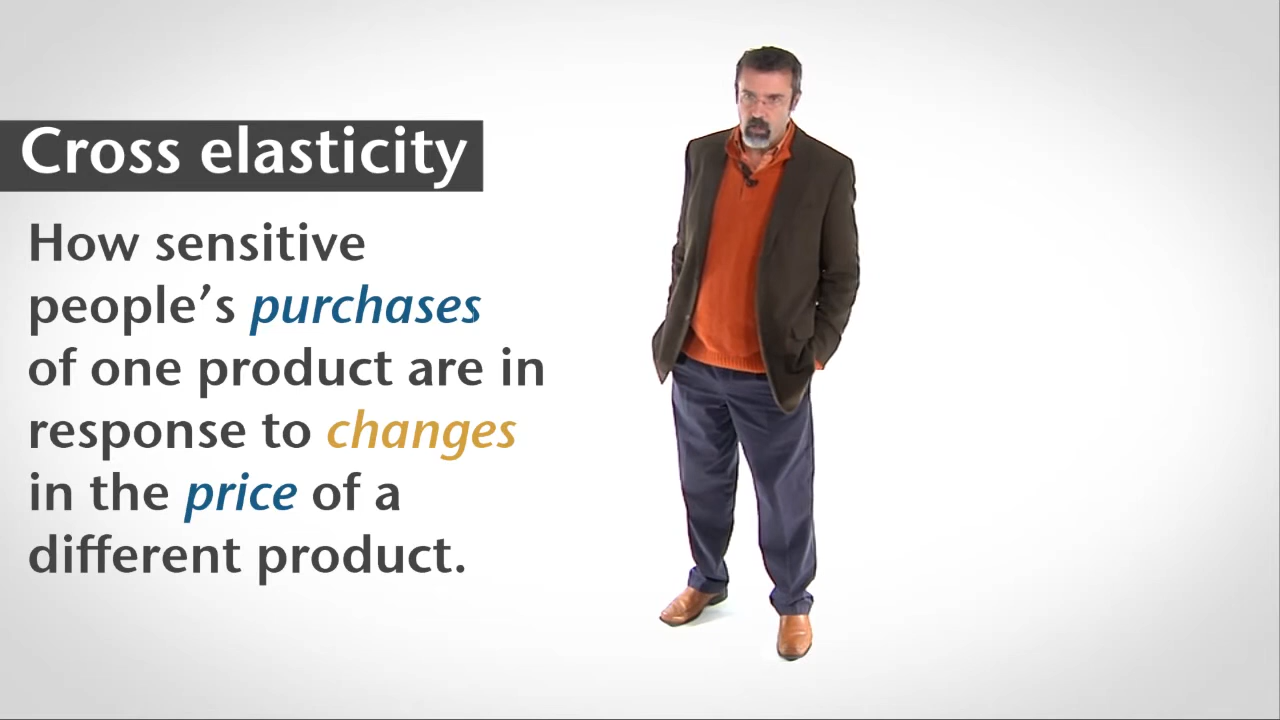 Cross elasticity
How sensitive
people’s purchases
of one product are in
response to changes
in the price of a
different product.